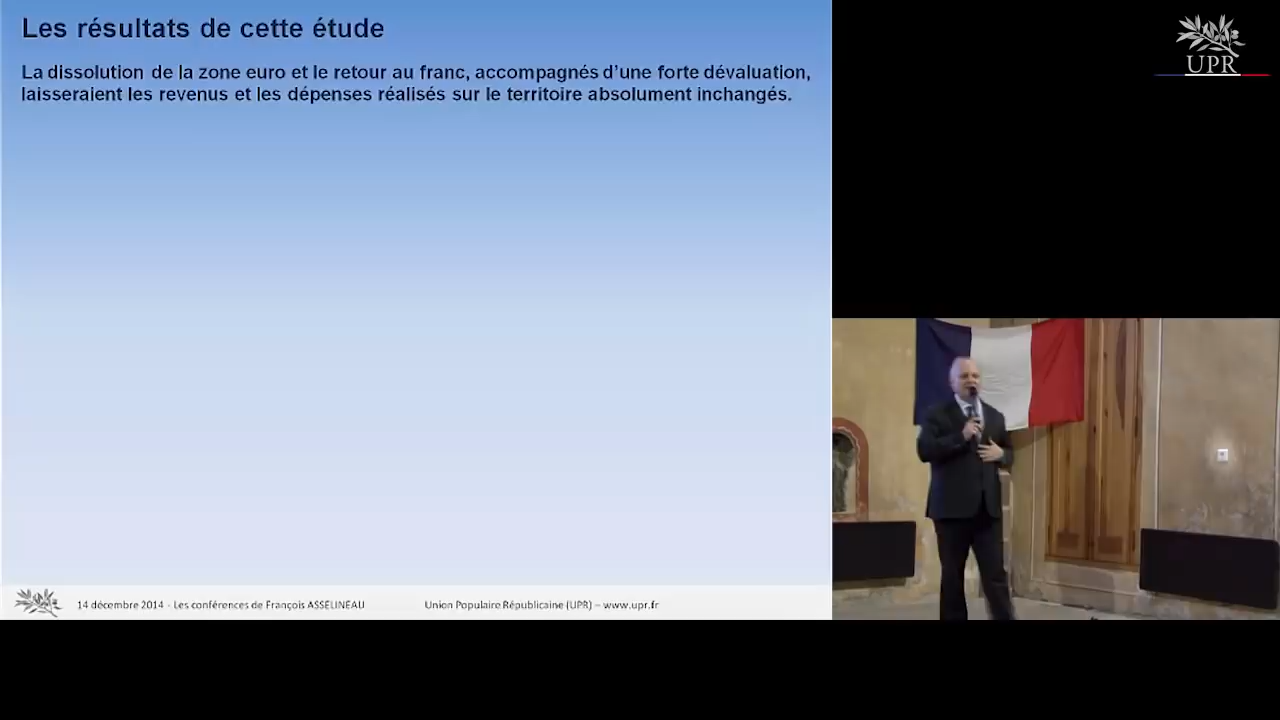 Les résultats de cette étude
La dissolution de la zone euro et le retour au franc, accompagnés d’une forte dévaluation,
laisseraient les revenus et les dépenses réalisés sur le territoire absolument inchangés.
UPR
14 décembre 2014 - Les conférences de François ASSELINEAU
Union Populaire Républicaine (UPR) – www.upr.fr